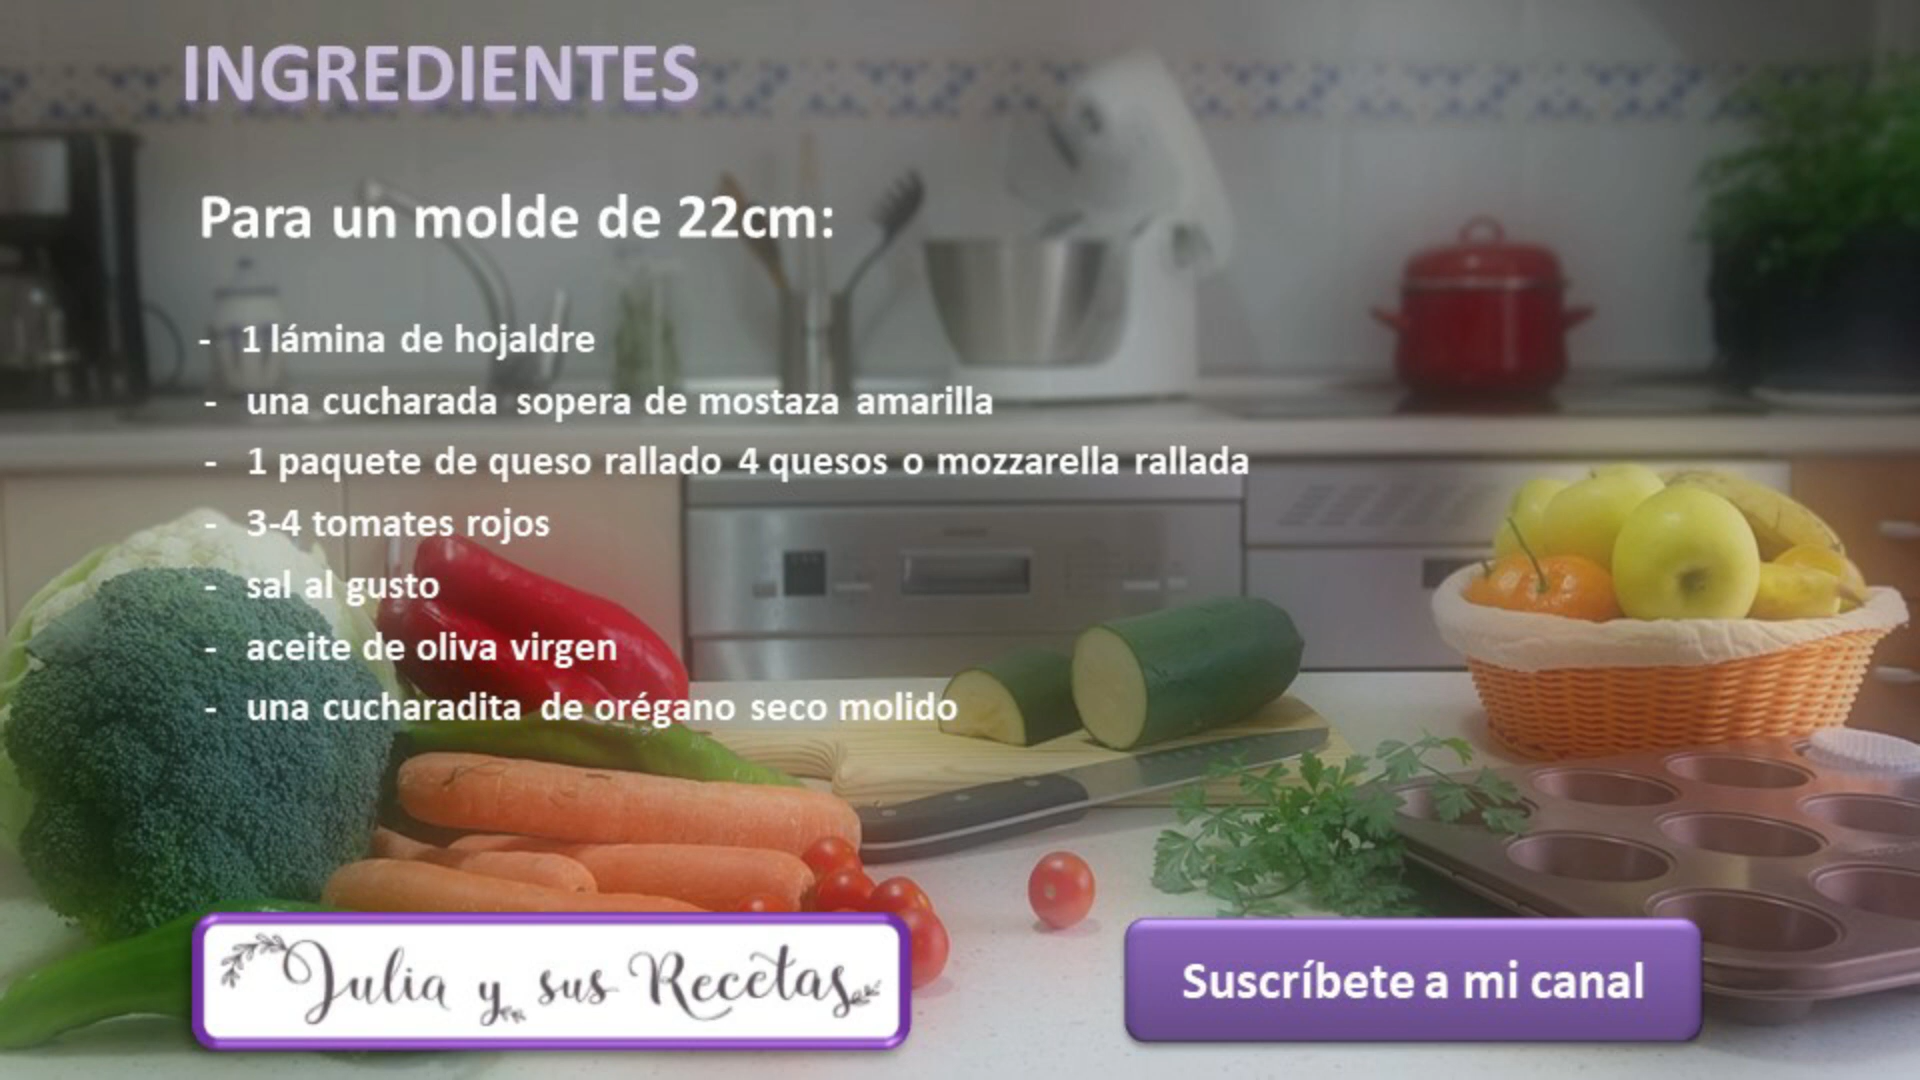 INGREDIENTES
Para un molde de 22cm:
- 1 lámina de hojaldre
- una cucharada sopera de mostaza amarilla
- 1 paquete de queso rallado 4 quesos o mozzarella rallada
- 3-4 tomates rojos
- sal al gusto
- aceite de oliva virgen
- una cucharadita de orégano seco molido
Julia y sus Recetas
Suscríbete a mi canal